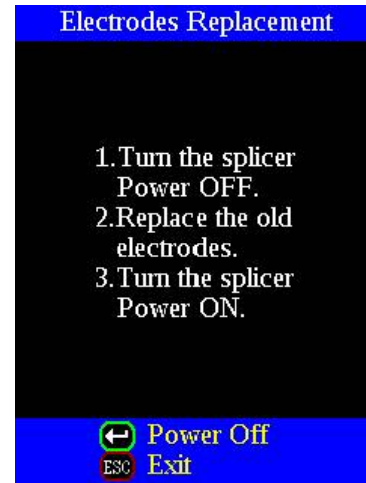 Electrodes Replacement
1.Turn the splicer
Power OFF.
2.Replace the old
electrodes.
3.Turn the splicer
Power ON.
Power Off
ESC Exit